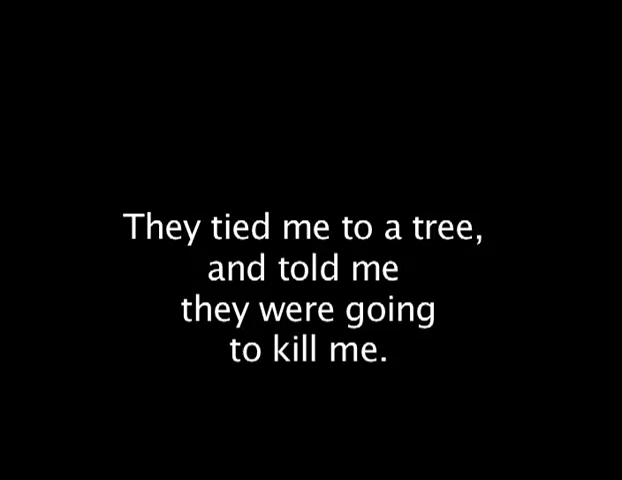 They tied me to a tree,
and told me
they were going
to kill me.